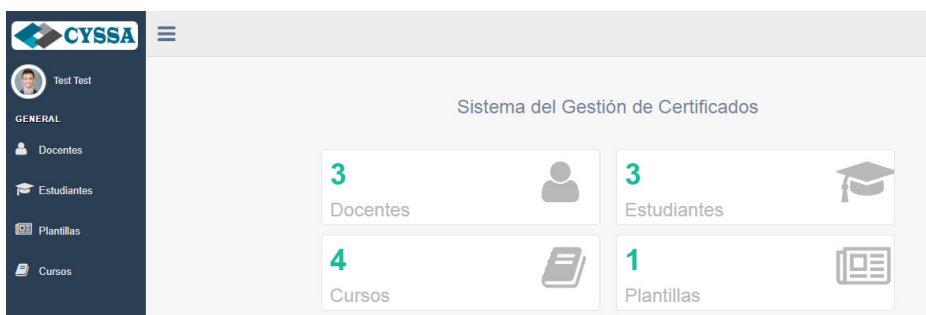 CYSSA
Test Test
GENERAL
Docentes
Estudiantes
Plantillas
Cursos
Sistema del Gestión de Certificados
3
Docentes
3
Estudiantes
4
Cursos
1
Plantillas